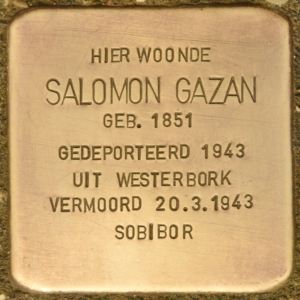 HIER WOONDE
SALOMON GAZAN
GEB. 1851
GEDEPORTEERD 1943
UIT WESTERBORK
VERMOORD 20.3.1943
SOBIBOR